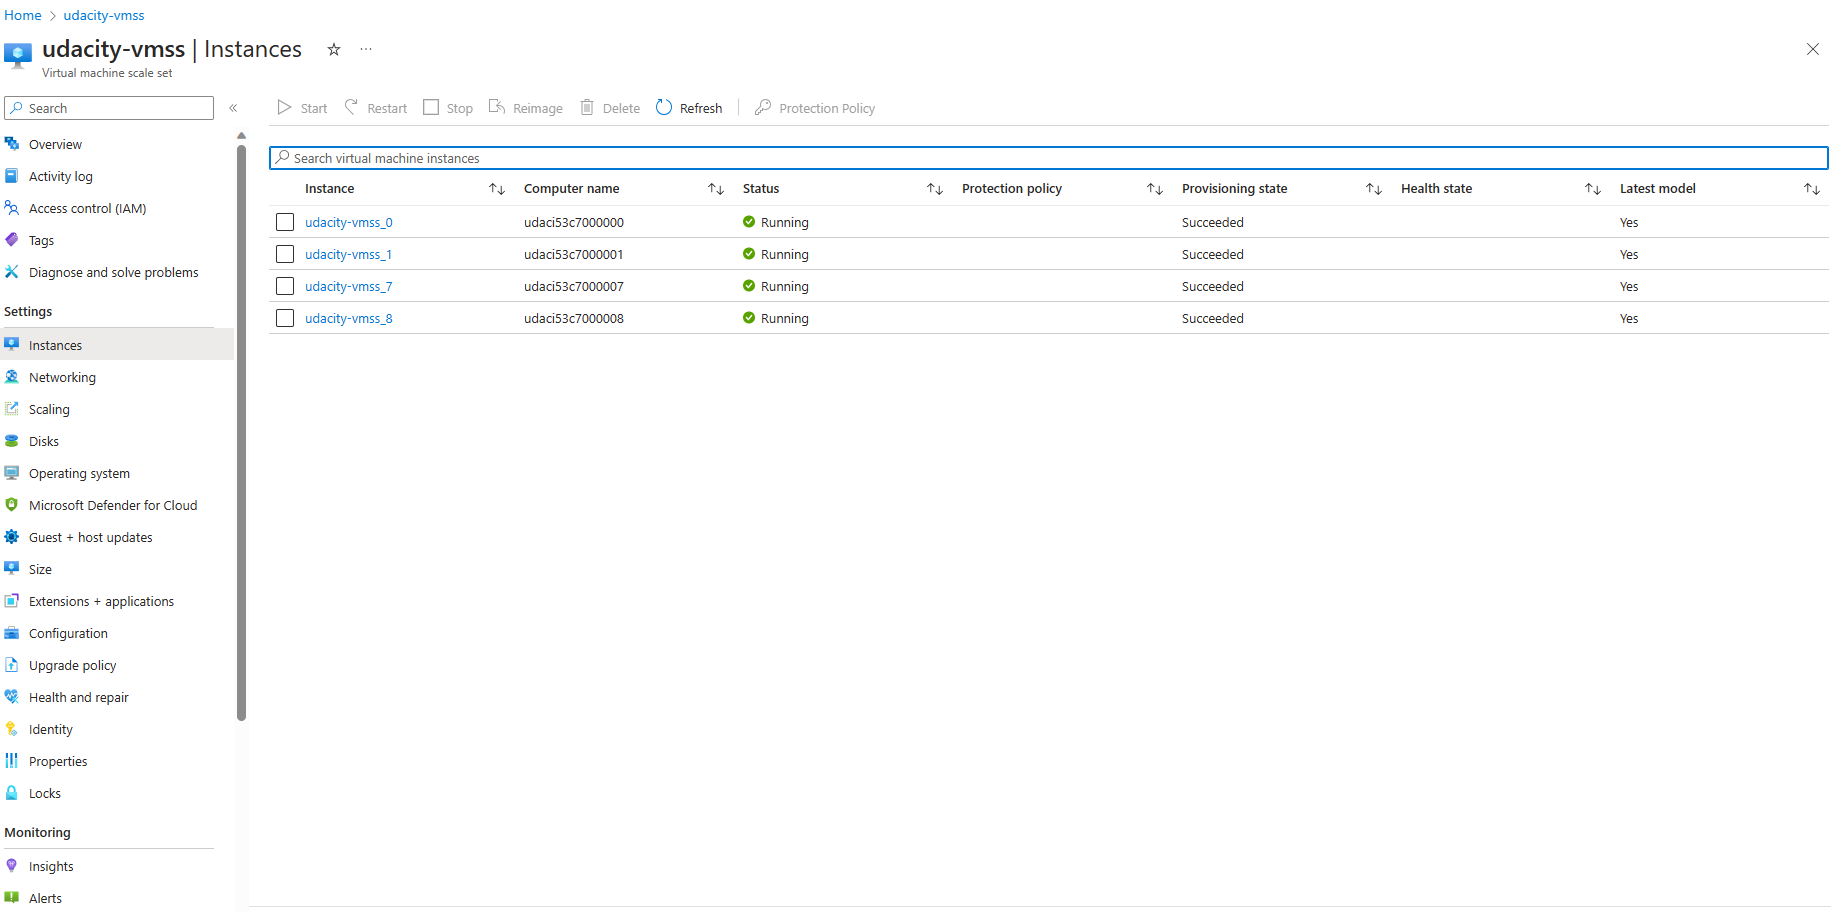 Home > udacity-vmss
udacity-vmss | Instances
Virtual machine scale set
Search
Overview
Activity log
Access control (IAM)
Tags
Diagnose and solve problems
Settings
Instances
Networking
Scaling
Disks
Operating system
Microsoft Defender for Cloud
Guest + host updates
Size
Extensions + applications
Configuration
Upgrade policy
Health and repair
Identity
Properties
Locks
Monitoring
Insights
Alerts
Start Restart Stop Reimage Delete Refresh Protection Policy
Search virtual machine instances
Instance Computer name Status Protection policy Provisioning state Health state Latest model
udacity-vmss_0 udaci53c7000000 Running Succeeded Yes
udacity-vmss_1 udaci53c7000001 Running Succeeded Yes
udacity-vmss_7 udaci53c7000007 Running Succeeded Yes
udacity-vmss_8 udaci53c7000008 Running Succeeded Yes